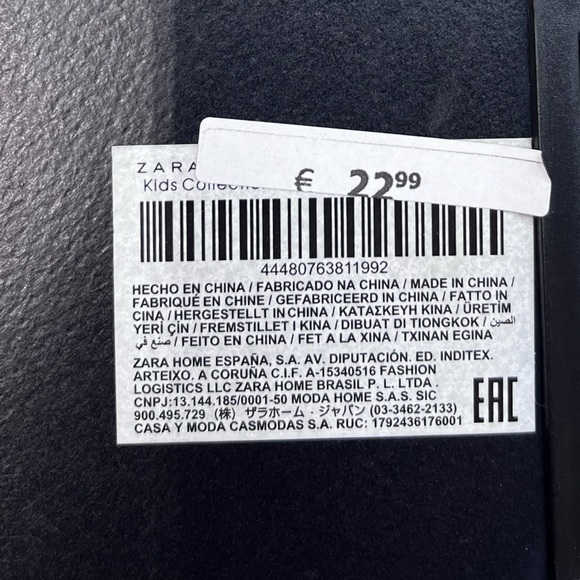 ZARA
Kids
€ 22⁹⁹
44480763811992
HECHO EN CHINA / FABRICADO NA CHINA / MADE IN CHINA /
FABRIQUÉ EN CHINE / GEFABRICEERD IN CHINA / FATTO IN
CINA / HERGESTELLT IN CHINA / ΚΑΤΑΣΚΕΥΗ ΚΙΝΑ / ÜRETİM
YERİ ÇİN / FREMSTILLET I KINA / DIBUAT DI TIONGKOK / الصين
صنع في / FEITO EN CHINA / FET A LA XINA / TXINAN EGINA
ZARA HOME ESPAÑA, S.A. AV. DIPUTACIÓN. ED. INDITEX.
ARTEIXO. A CORUÑA C.I.F. A-15340516 FASHION
LOGISTICS LLC ZARA HOME BRASIL P. L. LTDA .
CNPJ:13.144.185/0001-50 MODA HOME S.A.S. SIC
900.495.729 (株) ザラホーム・ジャパン (03-3462-2133)
CASA Y MODA CASMODAS S.A. RUC: 1792436176001
EAC